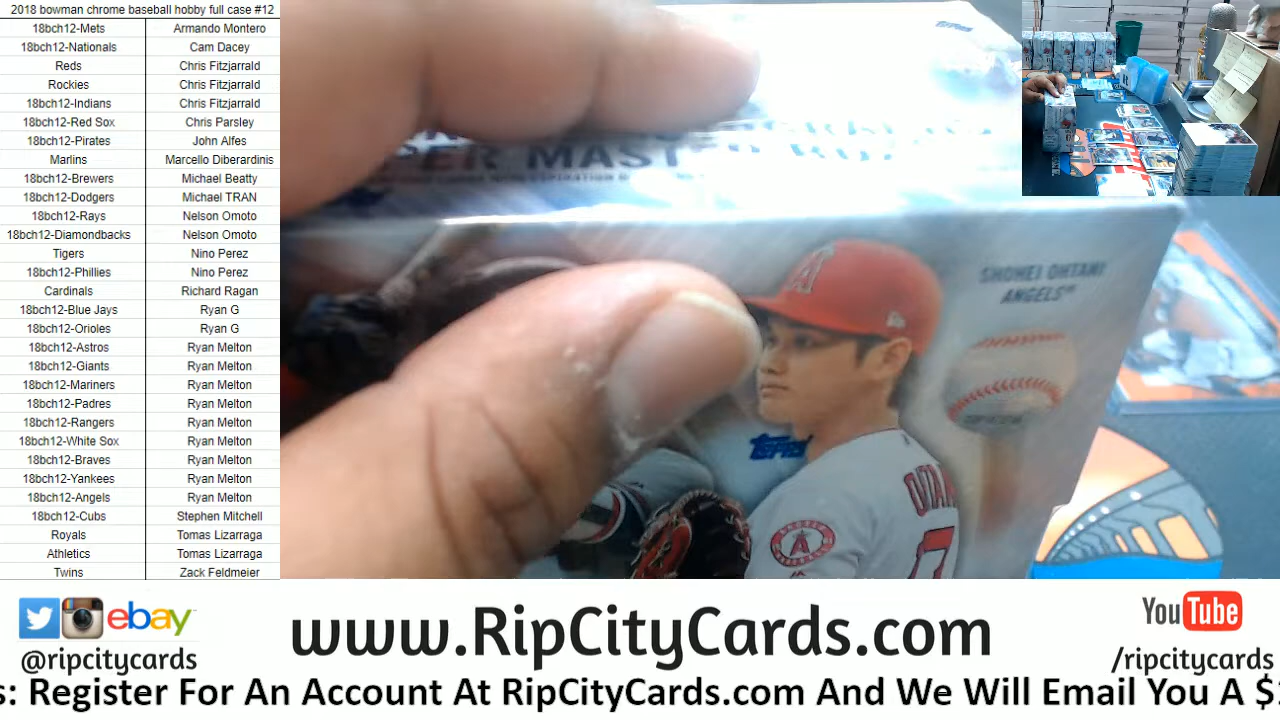 2018 bowman chrome baseball hobby full case #12
18bch12-Mets Armando Montero
18bch12-Nationals Cam Dacey
Reds Chris Fitzjarrald
Rockies Chris Fitzjarrald
18bch12-Indians Chris Fitzjarrald
18bch12-Red Sox Chris Parsley
18bch12-Pirates John Alfes
Marlins Marcello Diberardinis
18bch12-Brewers Michael Beatty
18bch12-Dodgers Michael TRAN
18bch12-Rays Nelson Omoto
18bch12-Diamondbacks Nelson Omoto
Tigers Nino Perez
18bch12-Phillies Nino Perez
Cardinals Richard Ragan
18bch12-Blue Jays Ryan G
18bch12-Orioles Ryan G
18bch12-Astros Ryan Melton
18bch12-Giants Ryan Melton
18bch12-Mariners Ryan Melton
18bch12-Padres Ryan Melton
18bch12-Rangers Ryan Melton
18bch12-White Sox Ryan Melton
18bch12-Braves Ryan Melton
18bch12-Yankees Ryan Melton
18bch12-Angels Ryan Melton
18bch12-Cubs Stephen Mitchell
Royals Tomas Lizarraga
Athletics Tomas Lizarraga
Twins Zack Feldmeier
topps
SHOHEI OHTANI
ANGELS®
Topps
A
ebay
@ripcitycards
www.RipCityCards.com
YouTube
/ripcitycards
s: Register For An Account At RipCityCards.com And We Will Email You A $